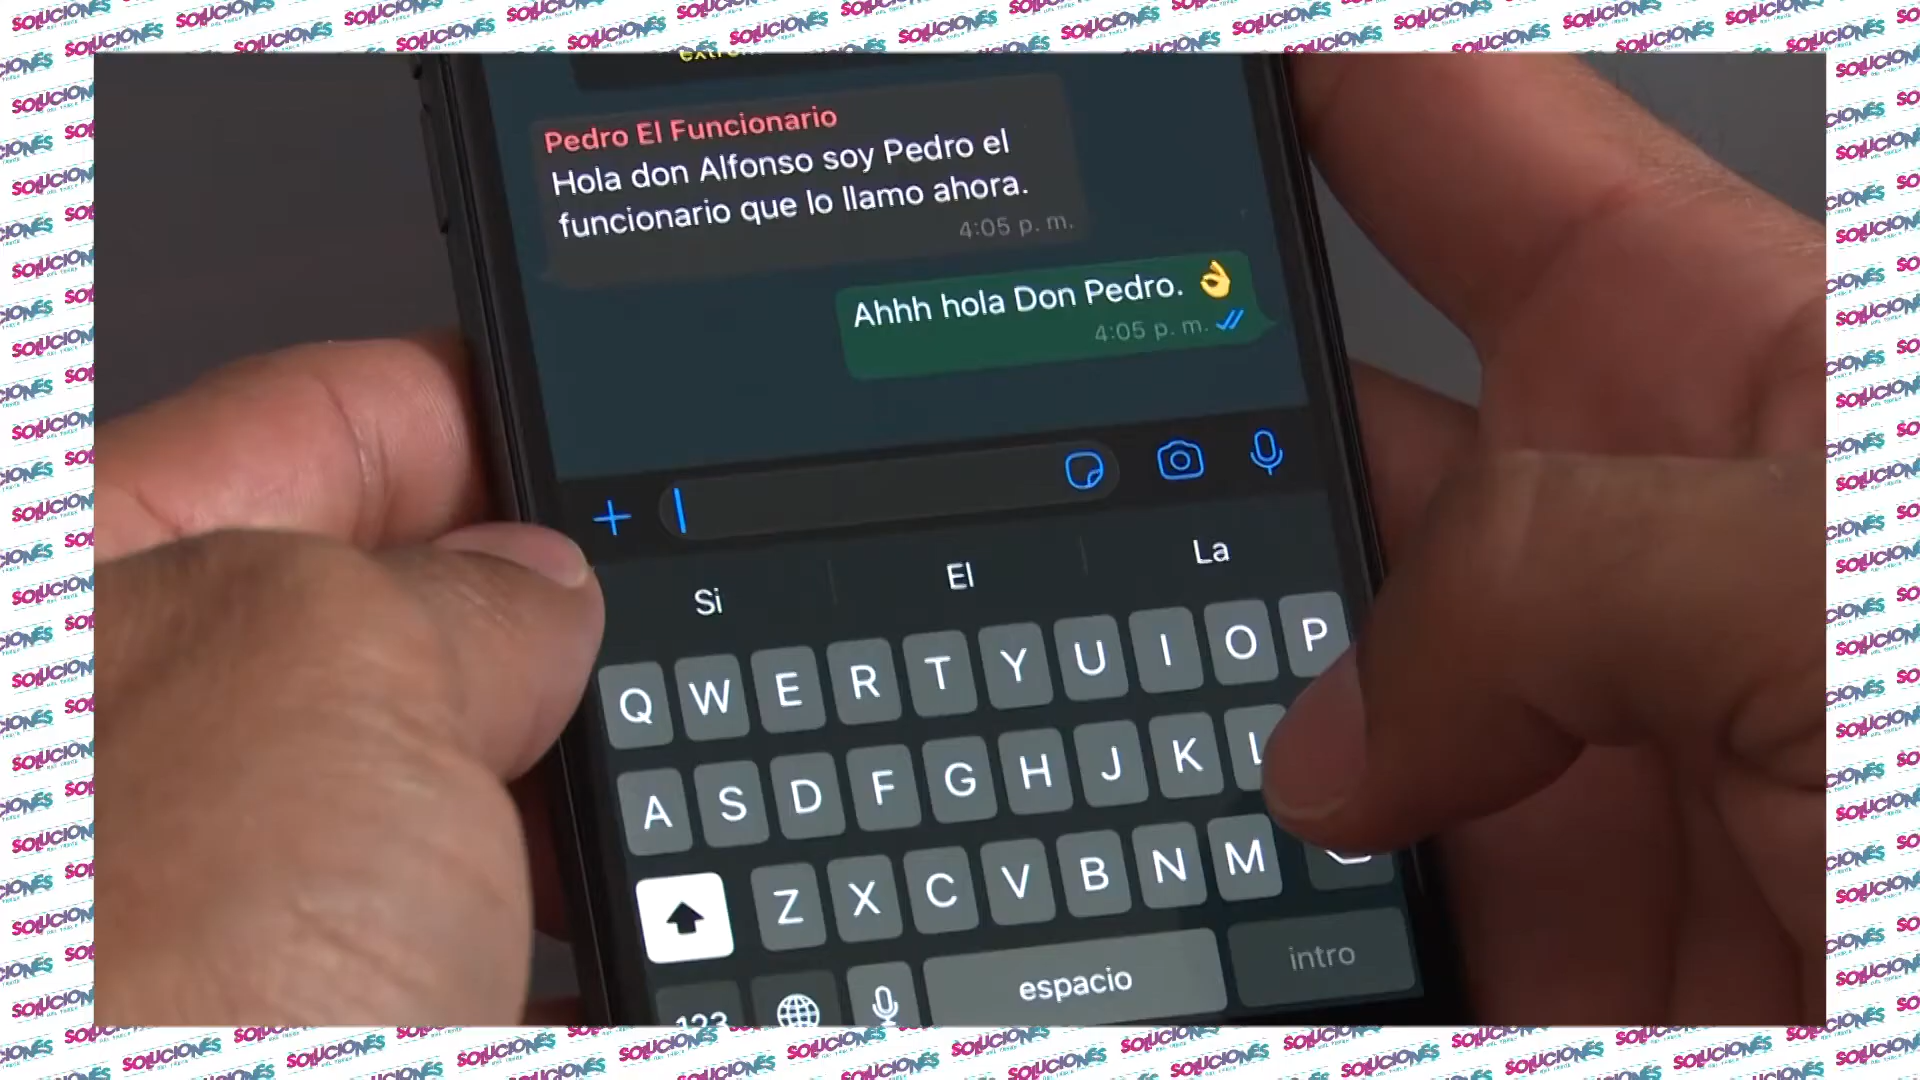 Pedro El Funcionario
Hola don Alfonso soy Pedro el
funcionario que lo llamo ahora.
4:05 p. m.
Ahhh hola Don Pedro. 👌
4:05 p. m.
Si El La
Q W E R T Y U I O P
A S D F G H J K L
Z X C V B N M
123 espacio intro
SOLUCIONES